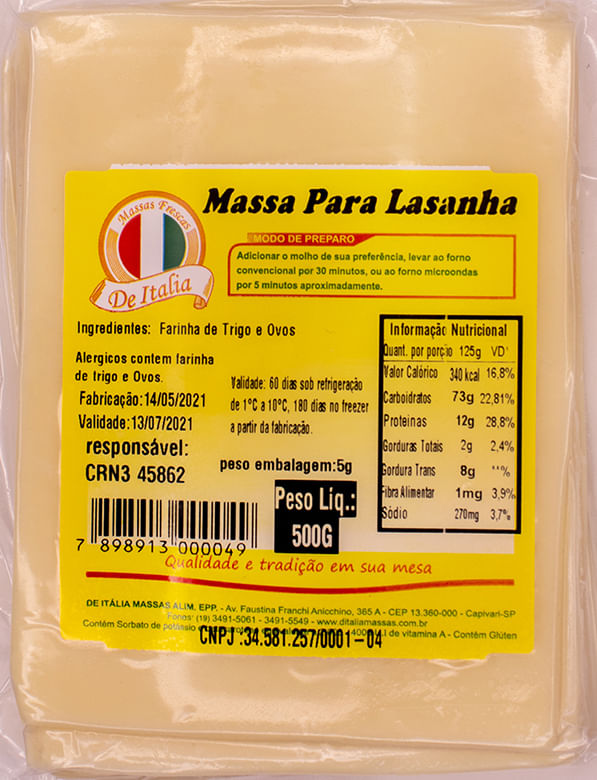 Massas Frescas
De Italia
Massa Para Lasanha
MODO DE PREPARO
Adicionar o molho de sua preferência, levar ao forno
convencional por 30 minutos, ou ao forno microondas
por 5 minutos aproximadamente.
Ingredientes: Farinha de Trigo e Ovos
Alergicos contem farinha
de trigo e Ovos.
Fabricação:14/05/2021
Validade:13/07/2021
responsável:
CRN3 45862
Validade: 60 dias sob refrigeração
de 1°C a 10°C, 180 dias no freezer
a partir da fabricação.
peso embalagem:5g
Peso Liq.:
500G
Informação Nutricional
Quant. por porção 125g VD*
Valor Calórico 340 kcal 16,8%
Carboidratos 73g 22,81%
Proteinas 12g 28,8%
Gorduras Totais 2g 2,4%
Gordura Trans 8g **%
Fibra Alimentar 1mg 3,9%
Sódio 270mg 3,7%
7 898913 000049
Qualidade e tradição em sua mesa
DE ITÁLIA MASSAS ALIM. EPP. - Av. Faustina Franchi Anicchino, 365 A - CEP 13.360-000 - Capivari-SP
Fones: (19) 3491-5061 - 3491-5549 - www.ditaliamassas.com.br
Contém Sorbato de potássio de vitamina A - Contém Glúten
CNPJ :34.581.257/0001-04